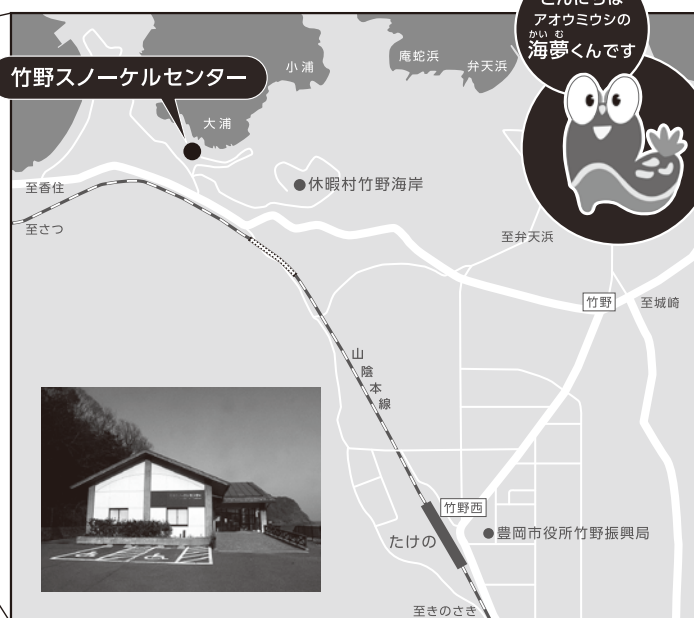 こんにちは
アオウミウシの
かいむ
海夢くんです
竹野スノーケルセンター
小浦
庵蛇浜
弁天浜
大浦
休暇村竹野海岸
至香住
至さつ
至弁天浜
竹野
至城崎
山陰本線
竹野西
たけの
豊岡市役所竹野振興局
至きのさき